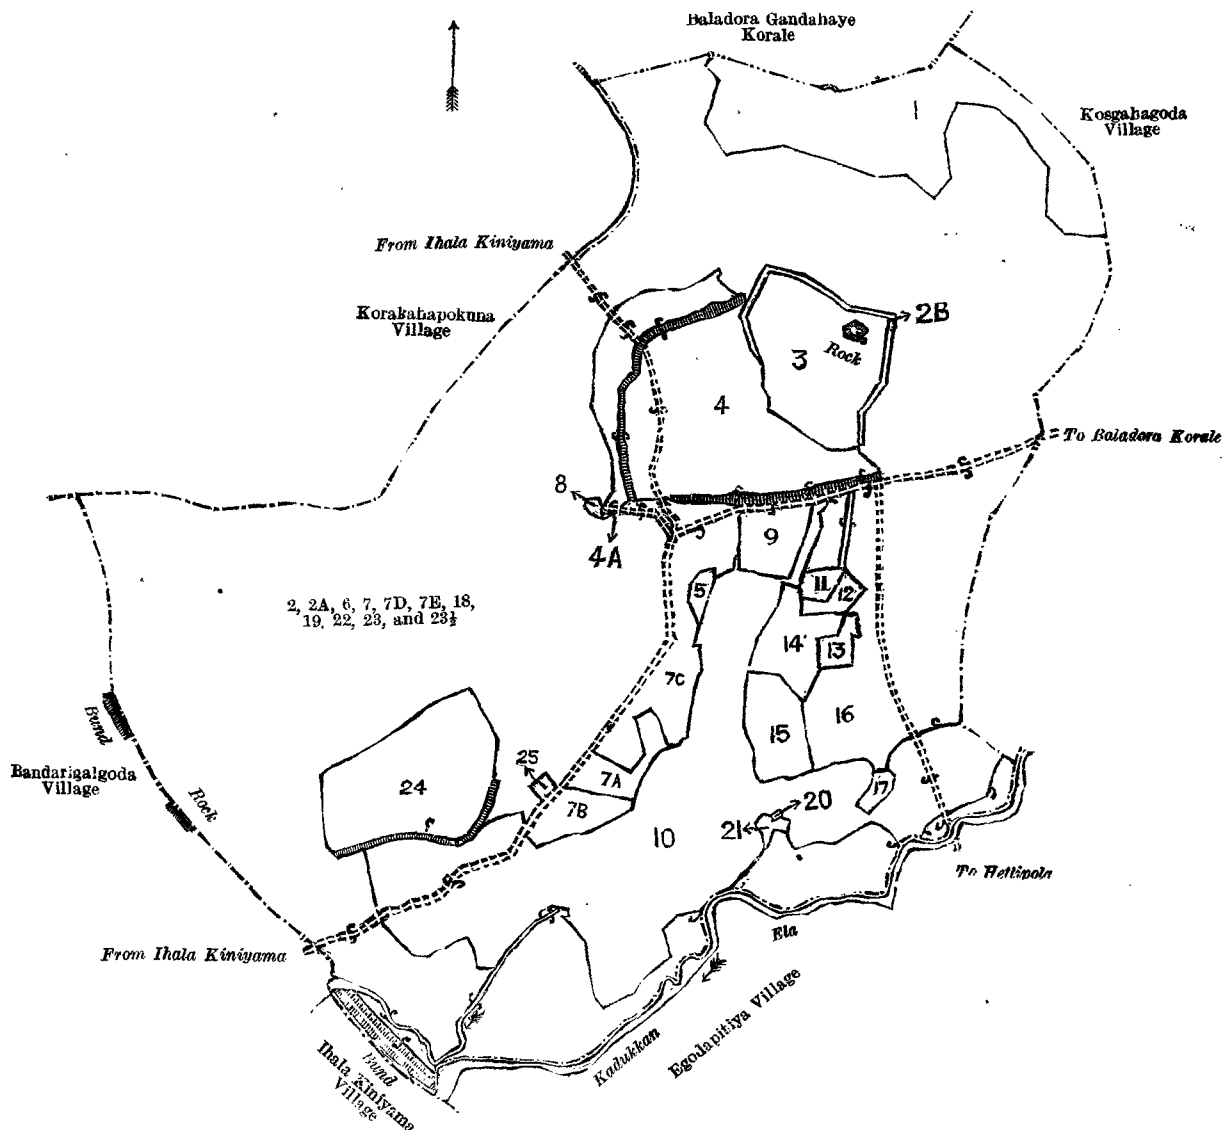 Baladora Gandahaye
Korale
1
Kosgahagoda
Village
From Ihala Kiniyama
Korakahapokuna
Village
2B
Rock
3
4
To Baladora Korale
8
4A
9
5
11
12
2, 2A, 6, 7, 7D, 7E, 18,
19, 22, 23, and 23½
14
13
7C
16
15
Bund
Bandarigalgoda
Village
Rock
24
25
7A
7B
17
20
21
10
To Hettipola
From Ihala Kiniyama
Ela
Egodapitiya Village
Kadukkan
Bund
Ihala Kiniyama
Village